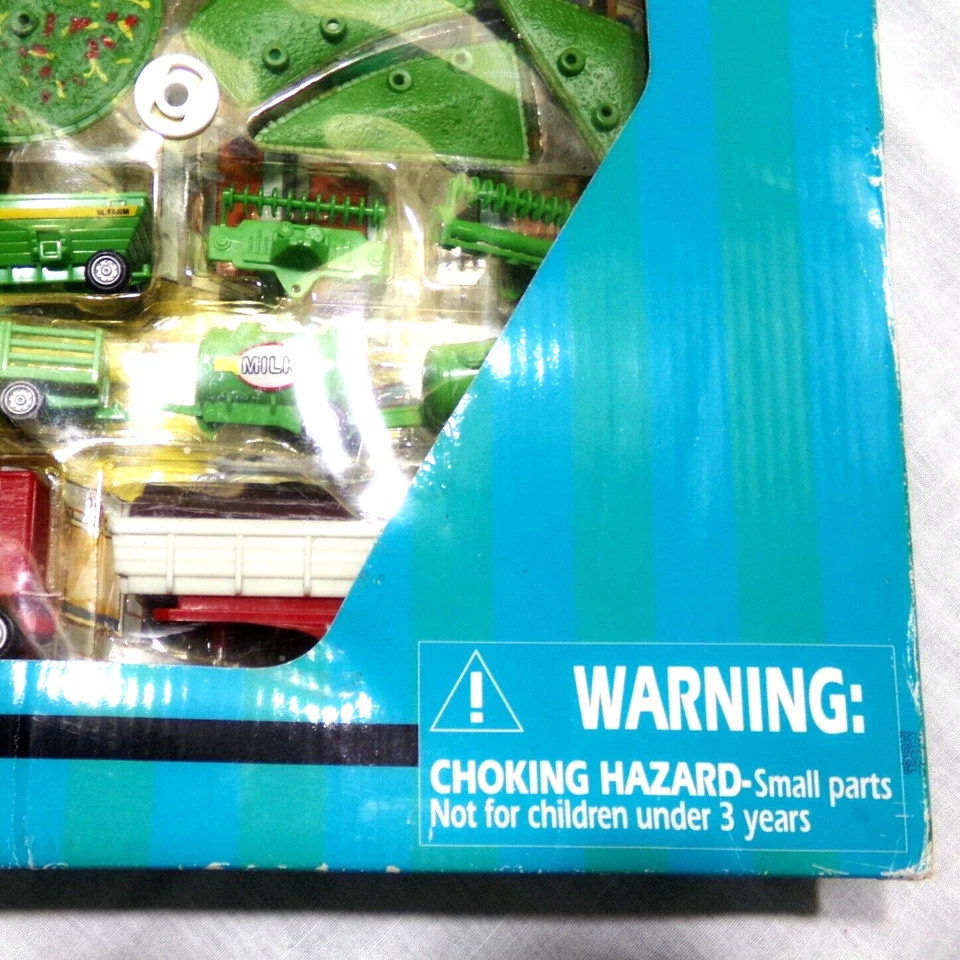 MILK
!
WARNING:
CHOKING HAZARD-Small parts
Not for children under 3 years